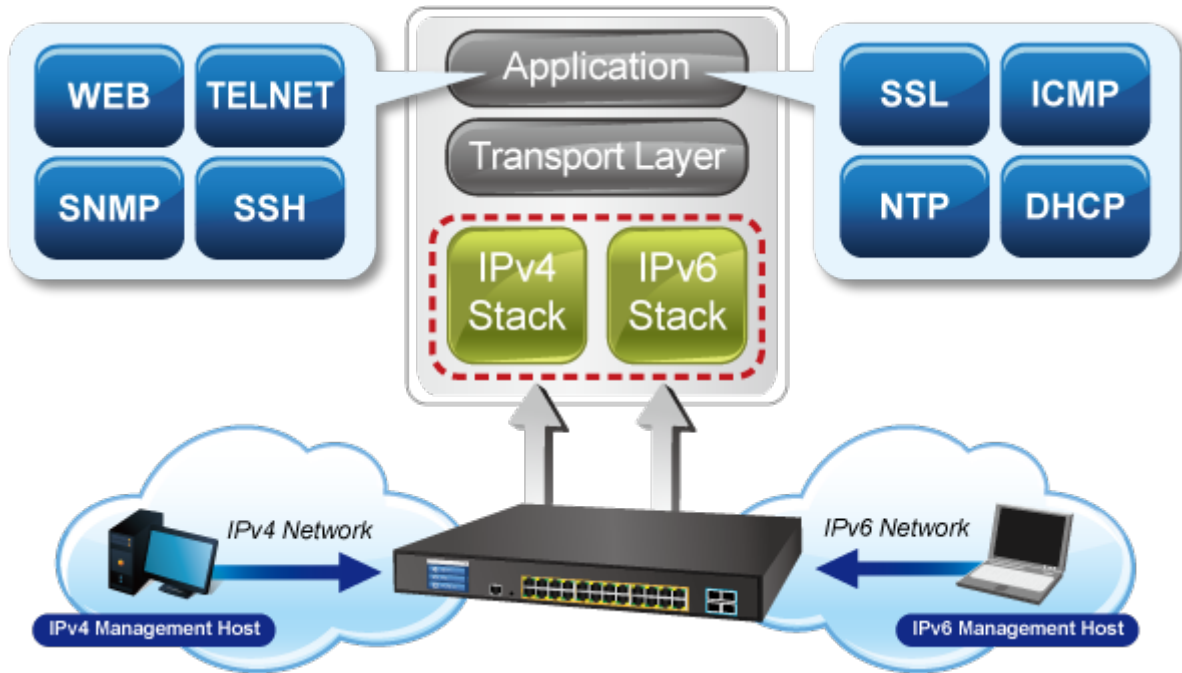 WEB
TELNET
SNMP
SSH
Application
Transport Layer
IPv4
Stack
IPv6
Stack
SSL
ICMP
NTP
DHCP
IPv4 Network
IPv4 Management Host
IPv6 Network
IPv6 Management Host